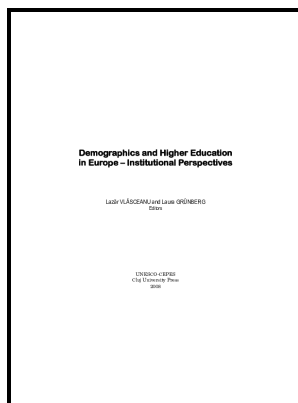 Demographics and Higher Education
in Europe – Institutional Perspectives
Lazăr VLĂSCEANU and Laura GRÜNBERG
Editors
UNESCO-CEPES
Cluj University Press
2008